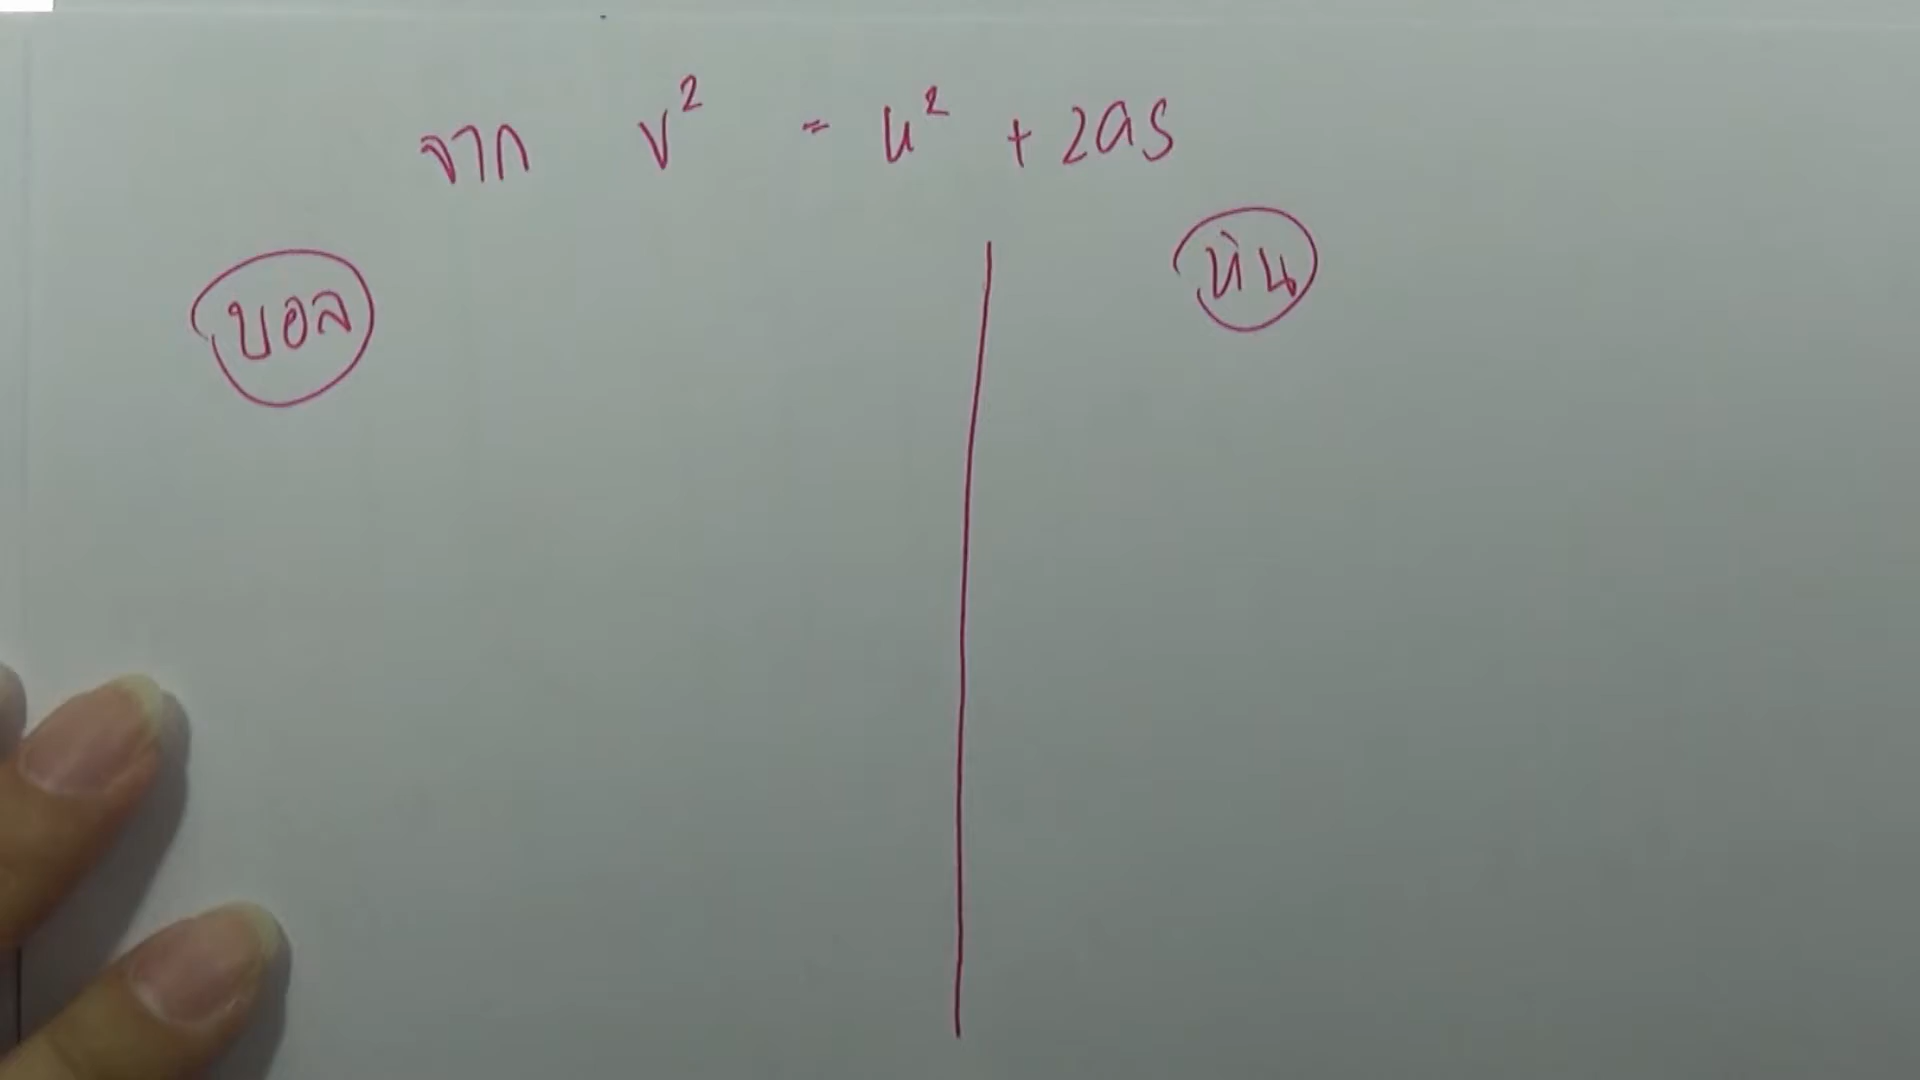 จาก v² = u² + 2as
บอล
หิน